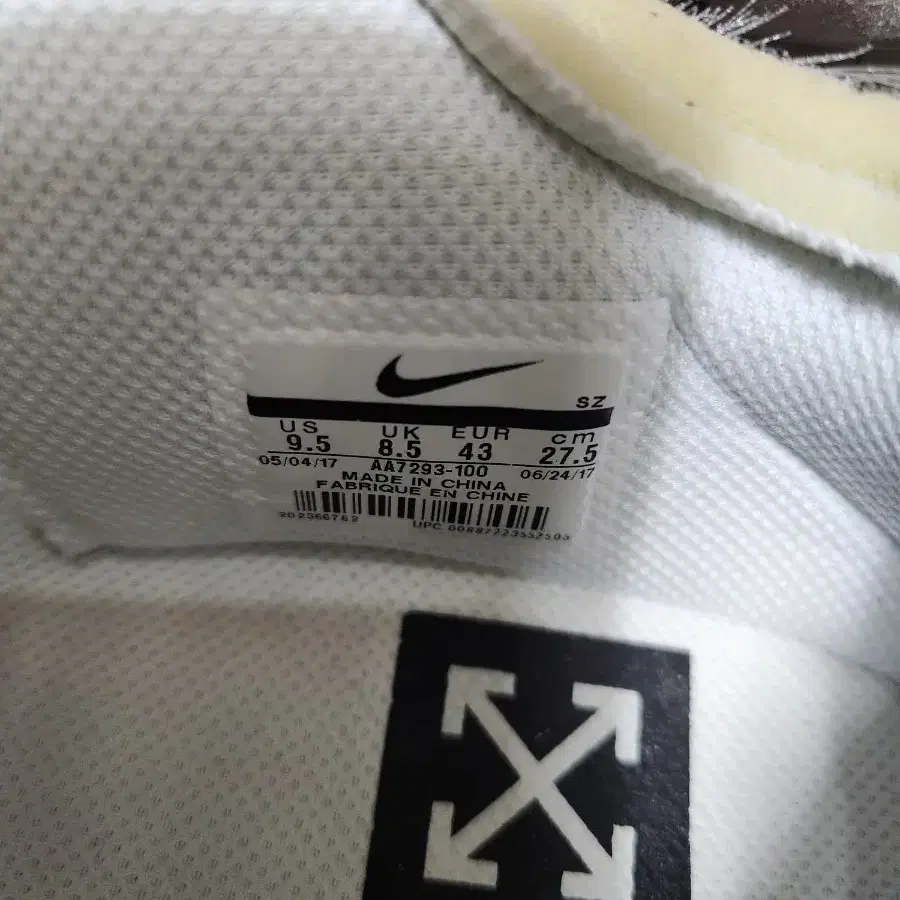 SZ
US UK EUR cm
9.5 8.5 43 27.5
05/04/17 AA7293-100 06/24/17
MADE IN CHINA
FABRIQUE EN CHINE
UPC